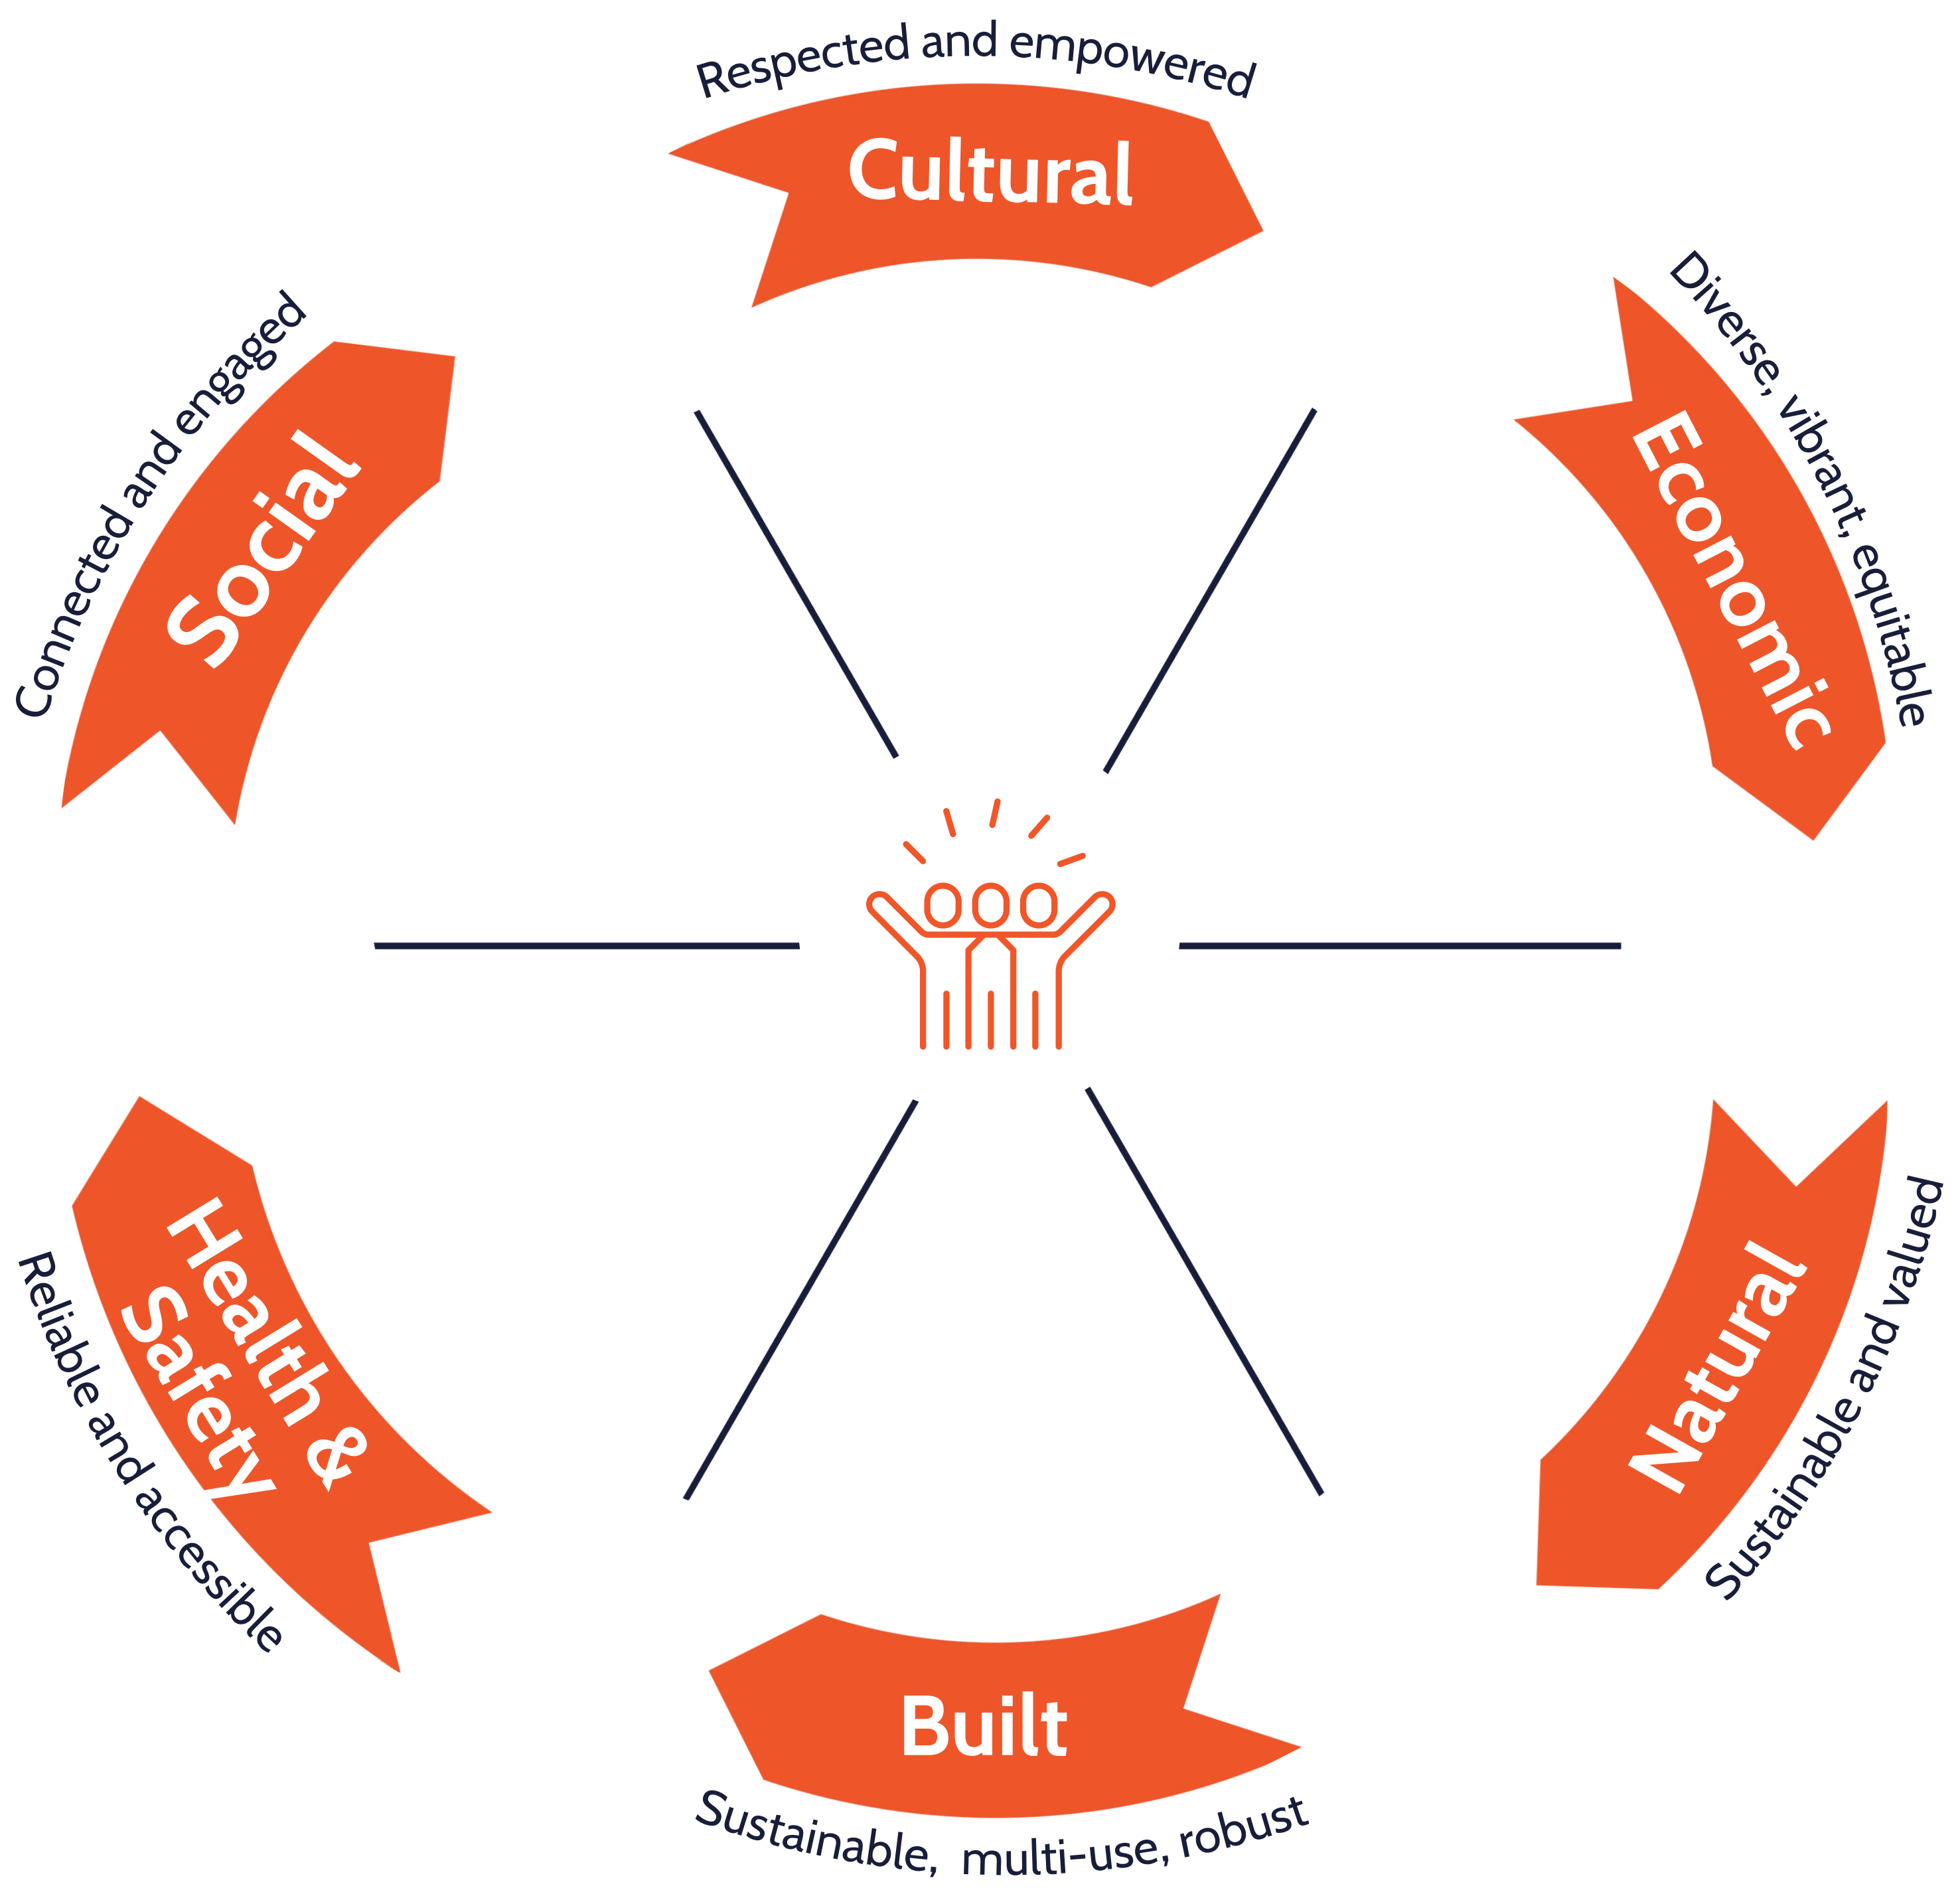 Respected and empowered
Cultural
Diverse, vibrant, equitable
Economic
Sustainable and valued
Natural
Built
Sustainable, multi-use, robust
Health &
Safety
Reliable and accessible
Connected and engaged
Social